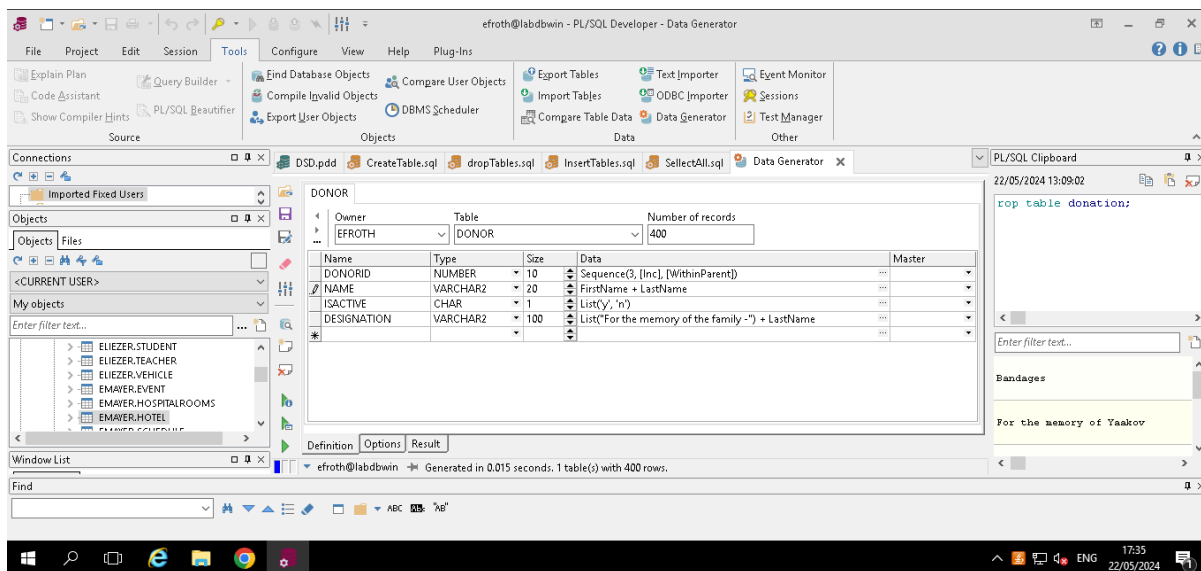 efroth@labdbwin - PL/SQL Developer - Data Generator
File Project Edit Session Tools Configure View Help Plug-Ins
Explain Plan
Code Assistant
Show Compiler Hints
Query Builder
PL/SQL Beautifier
Source
Find Database Objects
Compile Invalid Objects
Export User Objects
Compare User Objects
DBMS Scheduler
Objects
Export Tables
Import Tables
Compare Table Data
Text Importer
ODBC Importer
Data Generator
Data
Event Monitor
Sessions
Test Manager
Other
Connections
Imported Fixed Users
Objects
Objects Files
<CURRENT USER>
My objects
Enter filter text...
ELIEZER.STUDENT
ELIEZER.TEACHER
ELIEZER.VEHICLE
EMAYER.EVENT
EMAYER.HOSPITALROOMS
EMAYER.HOTEL
Window List
DSD.pdd CreateTable.sql dropTables.sql InsertTables.sql SellectAll.sql Data Generator
DONOR
Owner Table Number of records
EFROTH DONOR 400
Name Type Size Data Master
DONORID NUMBER 10 Sequence(3, [Inc], [WithinParent])
NAME VARCHAR2 20 FirstName + LastName
ISACTIVE CHAR 1 List('y', 'n')
DESIGNATION VARCHAR2 100 List("For the memory of the family -") + LastName
Definition Options Result
efroth@labdbwin Generated in 0.015 seconds. 1 table(s) with 400 rows.
PL/SQL Clipboard
22/05/2024 13:09:02
rop table donation;
Enter filter text...
Bandages
For the memory of Yaakov
Find
ABC AB: "AB"
ENG
17:35
22/05/2024